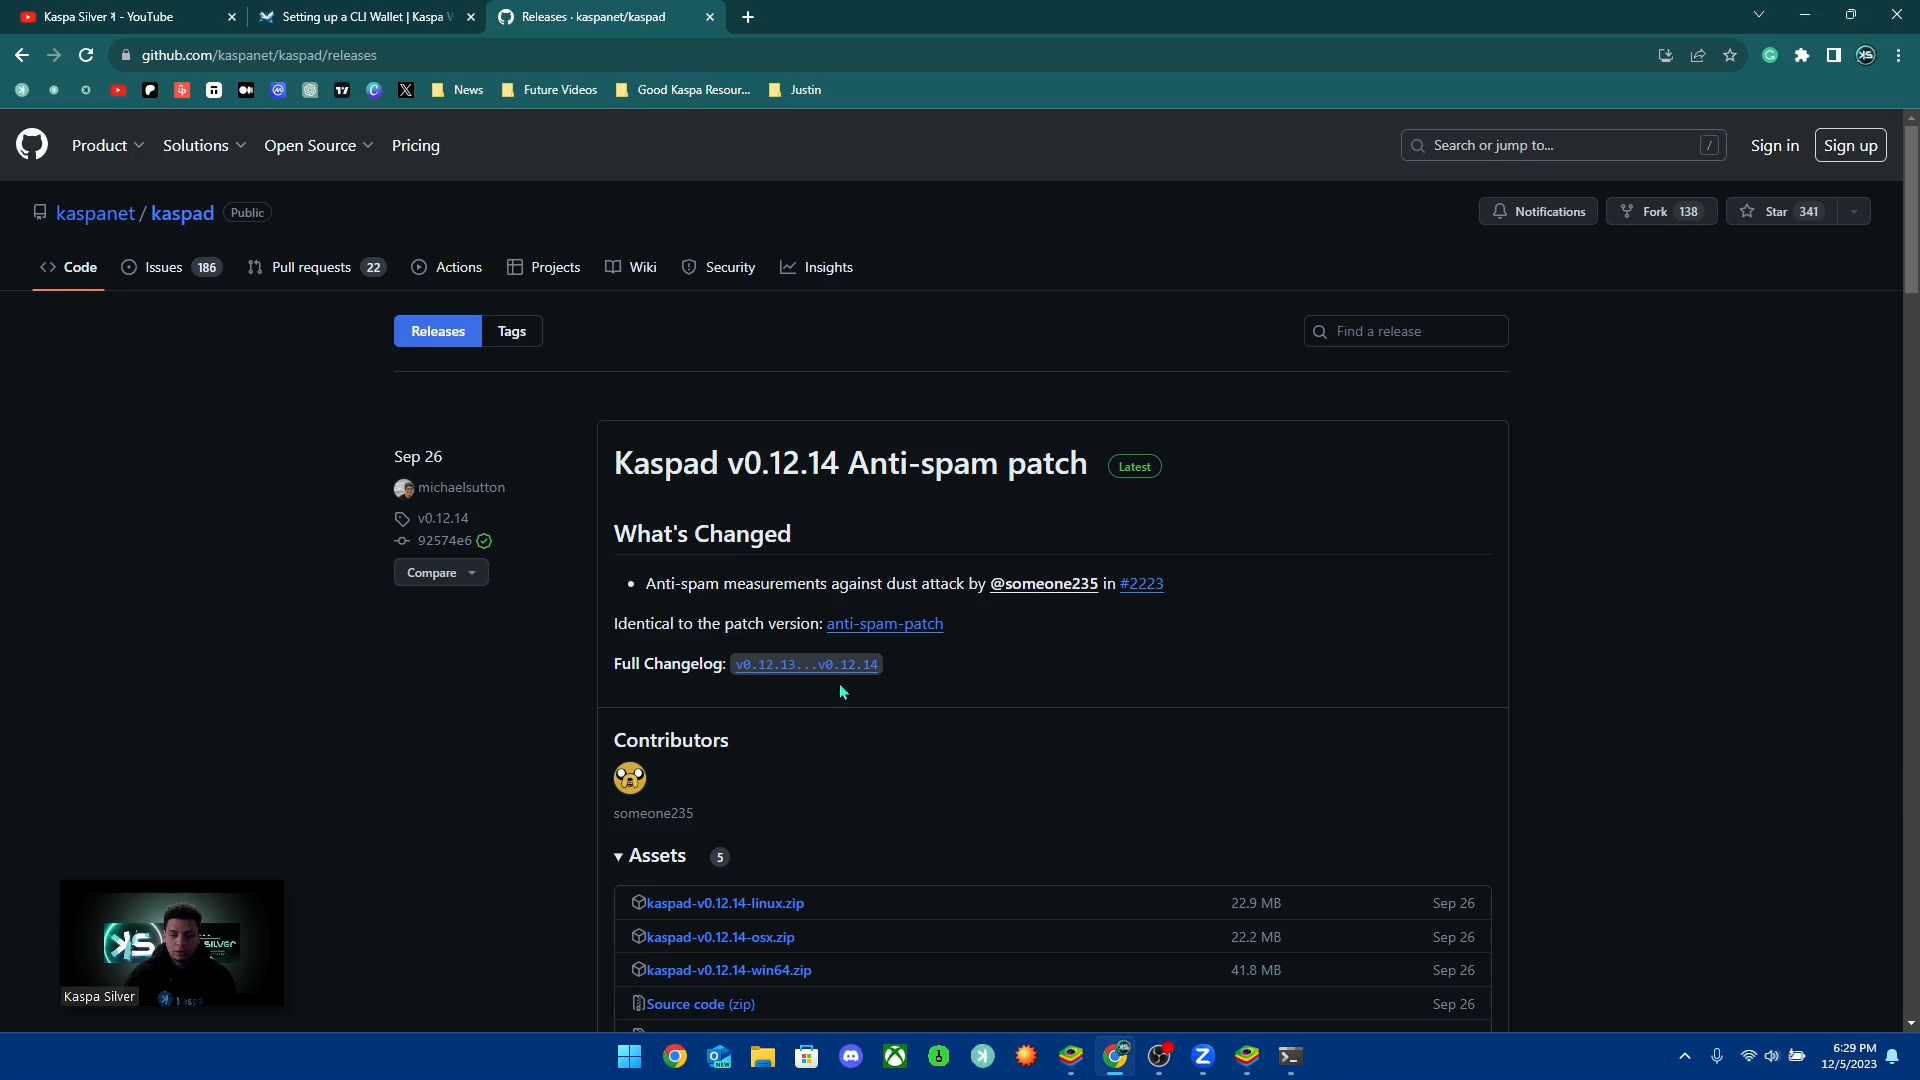 Kaspa Silver - YouTube
Setting up a CLI Wallet | Kaspa
Releases · kaspanet/kaspad
github.com/kaspanet/kaspad/releases
News
Future Videos
Good Kaspa Resour...
Justin
Product
Solutions
Open Source
Pricing
Search or jump to...
/
Sign in
Sign up
kaspanet / kaspad
Public
Notifications
Fork 138
Star 341
Code
Issues 186
Pull requests 22
Actions
Projects
Wiki
Security
Insights
Releases
Tags
Find a release
Sep 26
michaelsutton
v0.12.14
92574e6
Compare
Kaspad v0.12.14 Anti-spam patch
Latest
What's Changed
• Anti-spam measurements against dust attack by @someone235 in #2223
Identical to the patch version: anti-spam-patch
Full Changelog: v0.12.13...v0.12.14
Contributors
someone235
Assets 5
kaspad-v0.12.14-linux.zip 22.9 MB Sep 26
kaspad-v0.12.14-osx.zip 22.2 MB Sep 26
kaspad-v0.12.14-win64.zip 41.8 MB Sep 26
Source code (zip) Sep 26
SILVER
Kaspa Silver
6:29 PM
12/5/2023